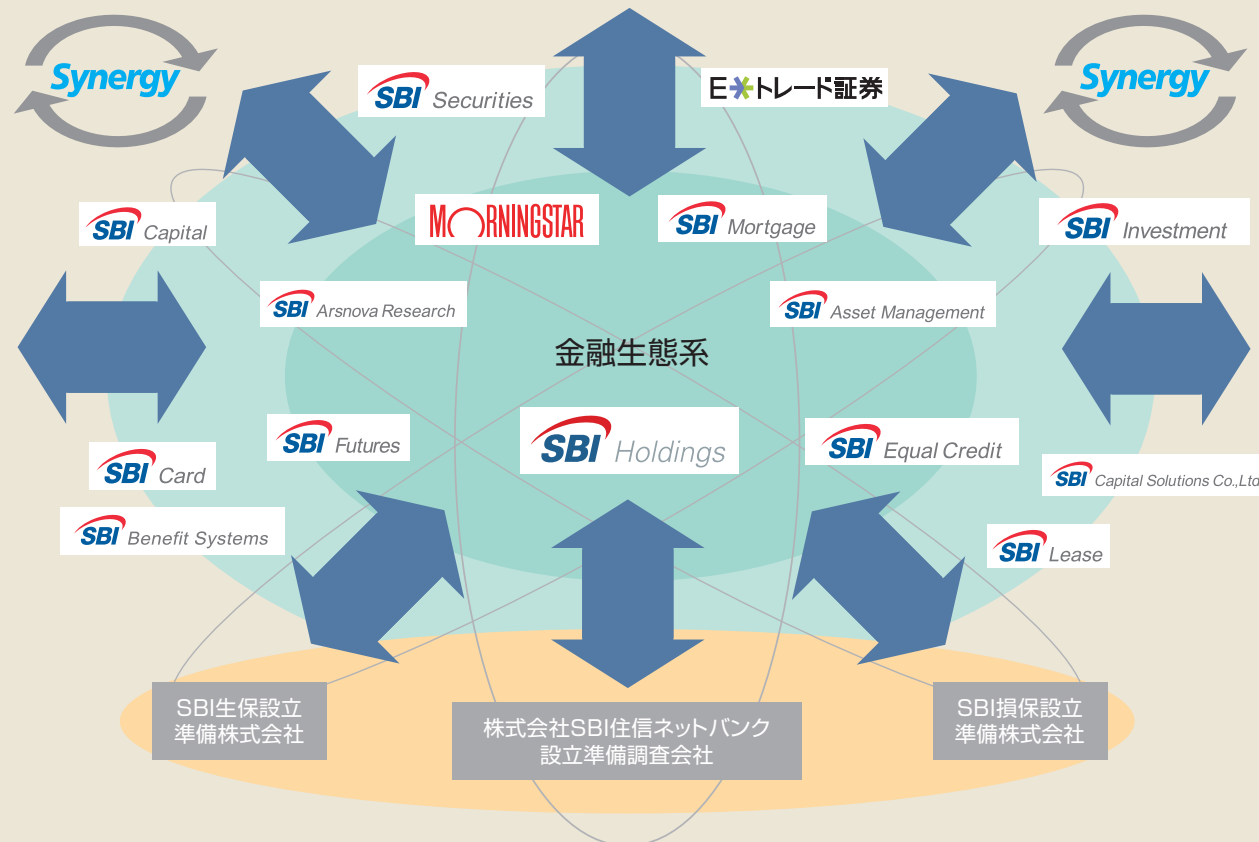 Synergy
Synergy
SBI Securities
E*トレード証券
SBI Capital
MORNINGSTAR
SBI Mortgage
SBI Investment
SBI Arsnova Research
SBI Asset Management
金融生態系
SBI Futures
SBI Holdings
SBI Equal Credit
SBI Card
SBI Capital Solutions Co.,Ltd
SBI Benefit Systems
SBI Lease
SBI生保設立
準備株式会社
株式会社SBI住信ネットバンク
設立準備調査会社
SBI損保設立
準備株式会社